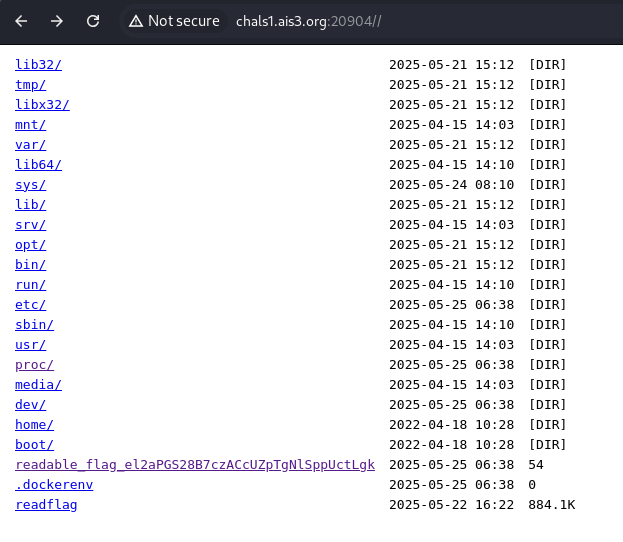 Not secure chals1.ais3.org:20904//
lib32/ 2025-05-21 15:12 [DIR]
tmp/ 2025-05-21 15:12 [DIR]
libx32/ 2025-05-21 15:12 [DIR]
mnt/ 2025-04-15 14:03 [DIR]
var/ 2025-05-21 15:12 [DIR]
lib64/ 2025-04-15 14:10 [DIR]
sys/ 2025-05-24 08:10 [DIR]
lib/ 2025-05-21 15:12 [DIR]
srv/ 2025-04-15 14:03 [DIR]
opt/ 2025-05-21 15:12 [DIR]
bin/ 2025-05-21 15:12 [DIR]
run/ 2025-04-15 14:10 [DIR]
etc/ 2025-05-25 06:38 [DIR]
sbin/ 2025-04-15 14:10 [DIR]
usr/ 2025-04-15 14:03 [DIR]
proc/ 2025-05-25 06:38 [DIR]
media/ 2025-04-15 14:03 [DIR]
dev/ 2025-05-25 06:38 [DIR]
home/ 2022-04-18 10:28 [DIR]
boot/ 2022-04-18 10:28 [DIR]
readable_flag_el2aPGS28B7czACcUZpTgNlSppUctLgk 2025-05-25 06:38 54
.dockerenv 2025-05-25 06:38 0
readflag 2025-05-22 16:22 884.1K